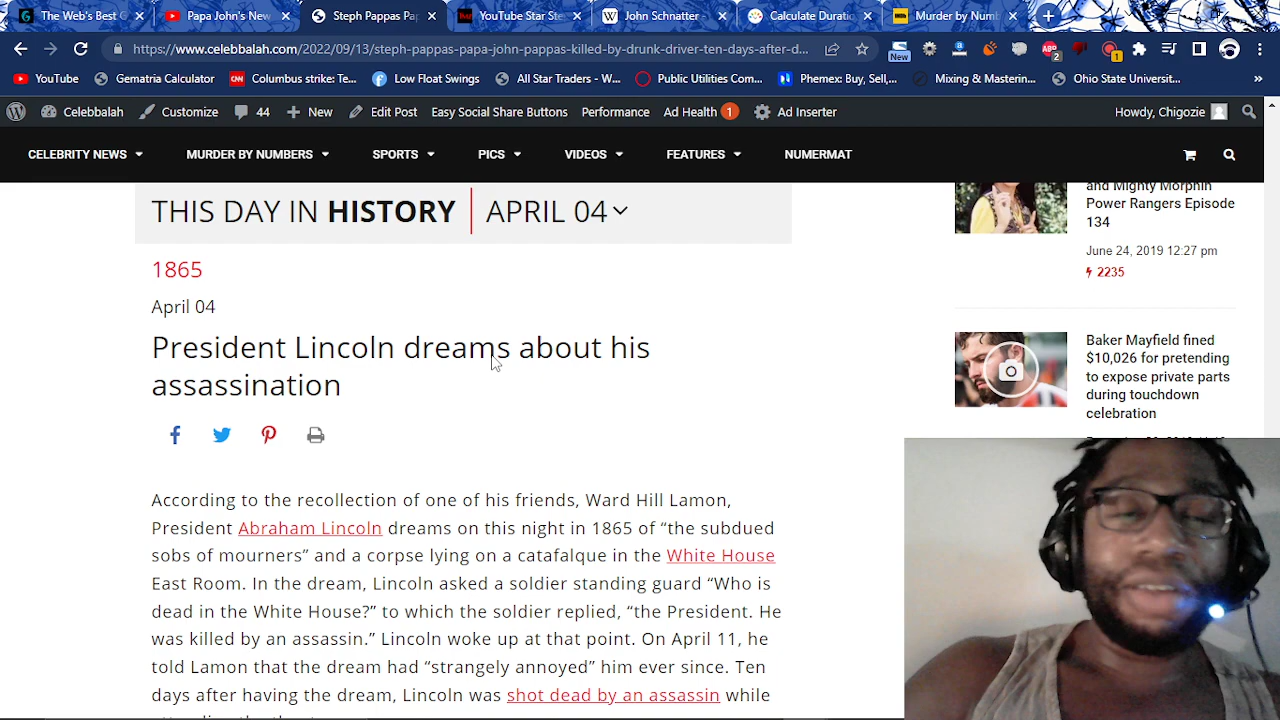 The Web's Best G
Papa John's New
Steph Pappas Pa
YouTube Star Ste
John Schnatter -
Calculate Duratio
Murder by Numb
https://www.celebbalah.com/2022/09/13/steph-pappas-papa-john-pappas-killed-by-drunk-driver-ten-days-after-d...
New
ABP
2
1
YouTube
Gematria Calculator
CNN
Columbus strike: Te...
Low Float Swings
All Star Traders - W...
Public Utilities Com...
Phemex: Buy, Sell,...
Mixing & Masterin...
Ohio State Universit...
»
Celebbalah
Customize
44
New
Edit Post
Easy Social Share Buttons
Performance
Ad Health 1
Ad Inserter
Howdy, Chigozie
CELEBRITY NEWS
MURDER BY NUMBERS
SPORTS
PICS
VIDEOS
FEATURES
NUMERMAT
THIS DAY IN HISTORY
APRIL 04
1865
April 04
President Lincoln dreams about his
assassination
According to the recollection of one of his friends, Ward Hill Lamon,
President Abraham Lincoln dreams on this night in 1865 of “the subdued
sobs of mourners” and a corpse lying on a catafalque in the White House
East Room. In the dream, Lincoln asked a soldier standing guard “Who is
dead in the White House?” to which the soldier replied, “the President. He
was killed by an assassin.” Lincoln woke up at that point. On April 11, he
told Lamon that the dream had “strangely annoyed” him ever since. Ten
days after having the dream, Lincoln was shot dead by an assassin while
and Mighty Morphin
Power Rangers Episode
134
June 24, 2019 12:27 pm
2235
Baker Mayfield fined
$10,026 for pretending
to expose private parts
during touchdown
celebration